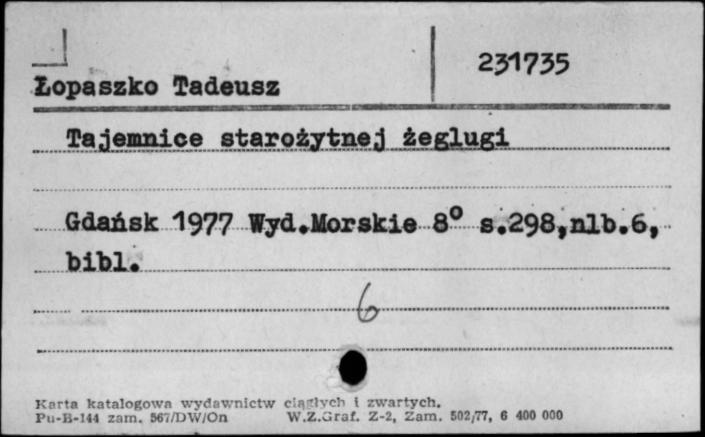 231735
Łopaszko Tadeusz
Tajemnice starożytnej żeglugi
Gdańsk 1977 Wyd.Morskie 8° s.298,nlb.6,
bibl.
6
Karta katalogowa wydawnictw ciągłych i zwartych.
Pu-B-144 zam. 567/DW/On W.Z.Graf. Z-2, Zam. 502/77, 6 400 000